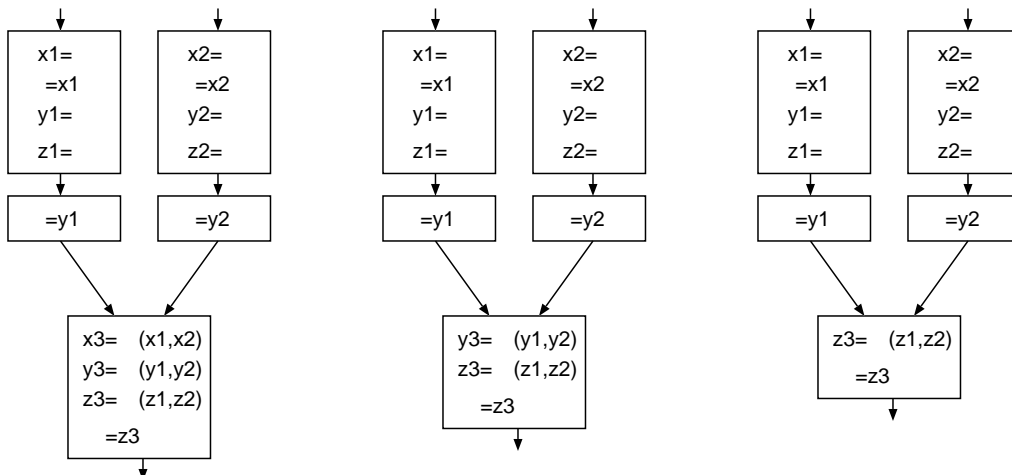 x1=
=x1
y1=
z1=
x2=
=x2
y2=
z2=
=y1
=y2
x3= (x1,x2)
y3= (y1,y2)
z3= (z1,z2)
=z3
x1=
=x1
y1=
z1=
x2=
=x2
y2=
z2=
=y1
=y2
y3= (y1,y2)
z3= (z1,z2)
=z3
x1=
=x1
y1=
z1=
x2=
=x2
y2=
z2=
=y1
=y2
z3= (z1,z2)
=z3